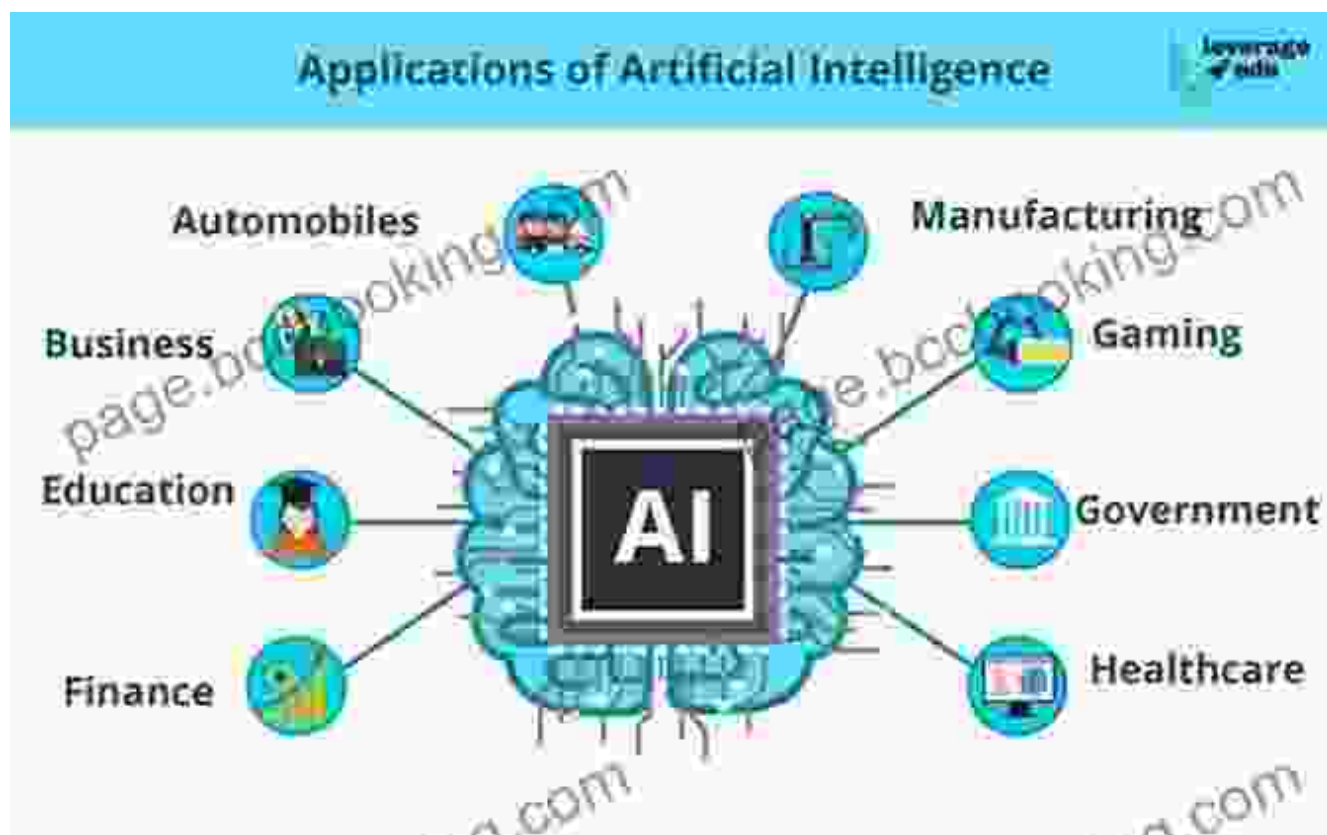 Applications of Artificial Intelligence
leverage
edu
Automobiles
Manufacturing
Business
Gaming
AI
Education
Government
Finance
Healthcare